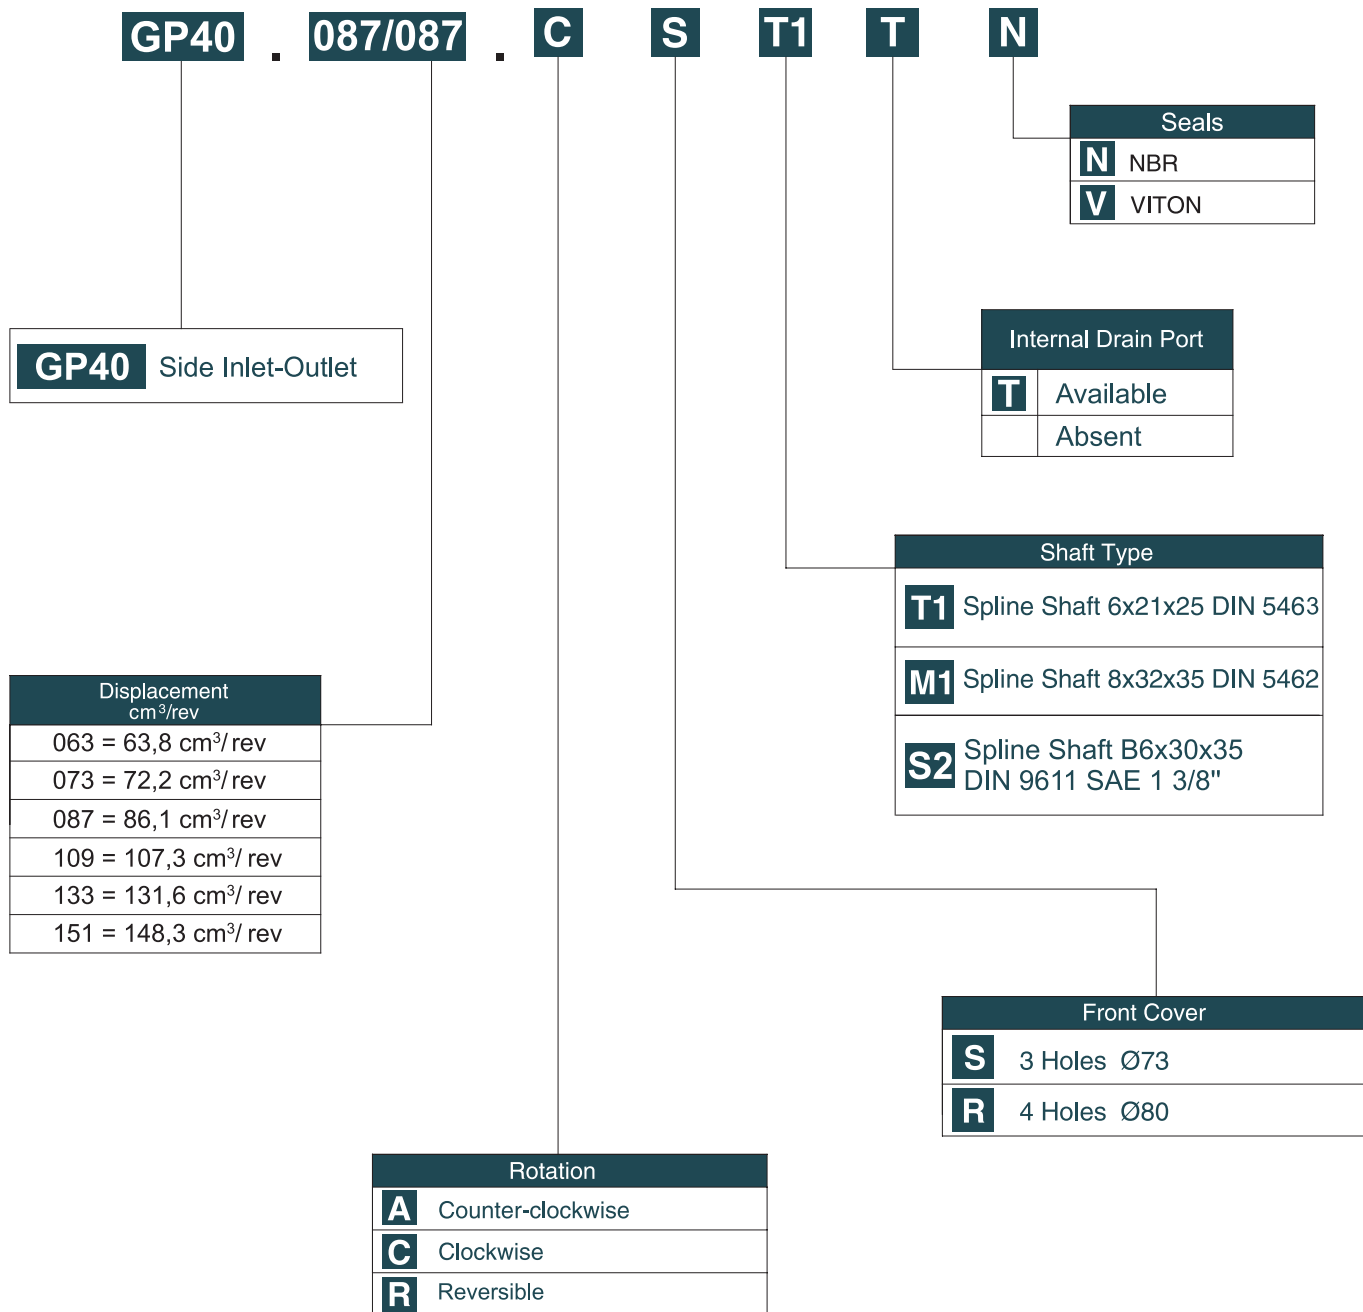 GP40 . 087/087 . C S T1 T N
Seals
N NBR
V VITON
Internal Drain Port
T Available
Absent
GP40 Side Inlet-Outlet
Shaft Type
T1 Spline Shaft 6x21x25 DIN 5463
M1 Spline Shaft 8x32x35 DIN 5462
S2 Spline Shaft B6x30x35
DIN 9611 SAE 1 3/8"
Displacement
cm³/rev
063 = 63,8 cm³/ rev
073 = 72,2 cm³/ rev
087 = 86,1 cm³/ rev
109 = 107,3 cm³/ rev
133 = 131,6 cm³/ rev
151 = 148,3 cm³/ rev
Front Cover
S 3 Holes Ø73
R 4 Holes Ø80
Rotation
A Counter-clockwise
C Clockwise
R Reversible